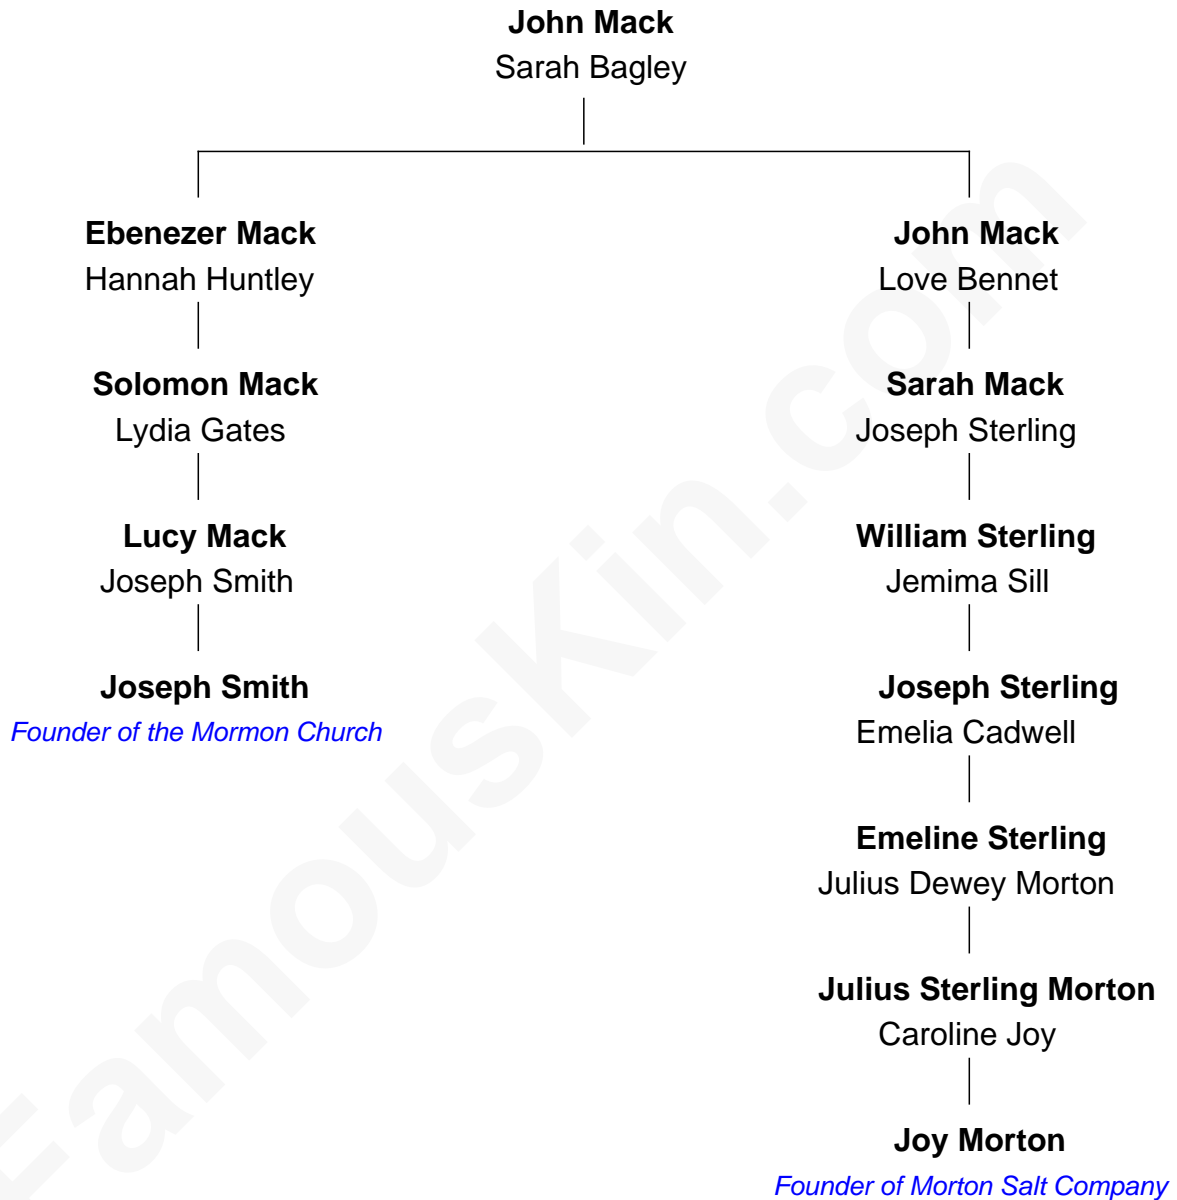 John Mack
Sarah Bagley
Ebenezer Mack
Hannah Huntley
John Mack
Love Bennet
Solomon Mack
Lydia Gates
Sarah Mack
Joseph Sterling
Lucy Mack
Joseph Smith
William Sterling
Jemima Sill
Joseph Smith
Founder of the Mormon Church
Joseph Sterling
Emelia Cadwell
Emeline Sterling
Julius Dewey Morton
Julius Sterling Morton
Caroline Joy
Joy Morton
Founder of Morton Salt Company
FamousKin.com